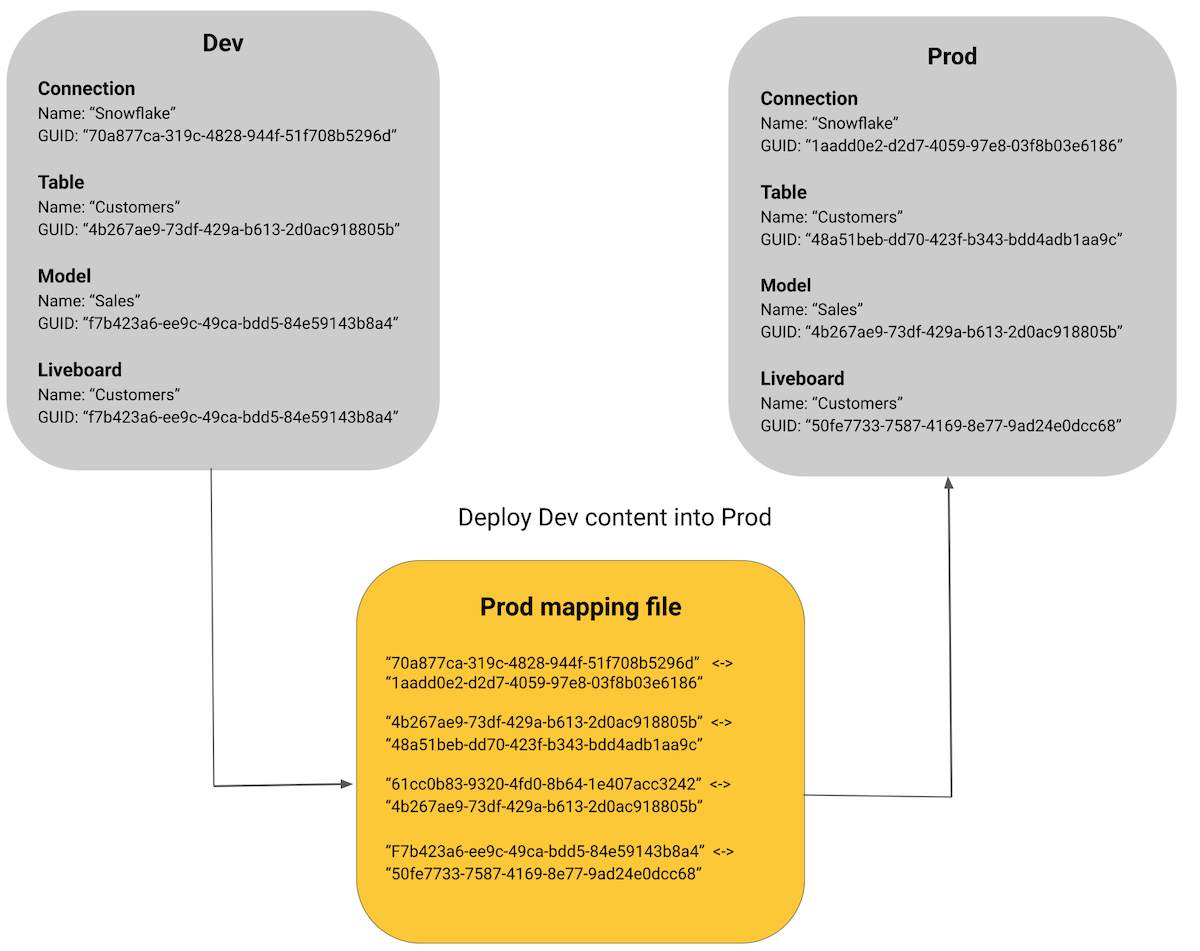 Dev
Connection
Name: “Snowflake”
GUID: “70a877ca-319c-4828-944f-51f708b5296d”
Table
Name: “Customers”
GUID: “4b267ae9-73df-429a-b613-2d0ac918805b”
Model
Name: “Sales”
GUID: “f7b423a6-ee9c-49ca-bdd5-84e59143b8a4”
Liveboard
Name: “Customers”
GUID: “f7b423a6-ee9c-49ca-bdd5-84e59143b8a4”
Prod
Connection
Name: “Snowflake”
GUID: “1aadd0e2-d2d7-4059-97e8-03f8b03e6186”
Table
Name: “Customers”
GUID: “48a51beb-dd70-423f-b343-bdd4adb1aa9c”
Model
Name: “Sales”
GUID: “4b267ae9-73df-429a-b613-2d0ac918805b”
Liveboard
Name: “Customers”
GUID: “50fe7733-7587-4169-8e77-9ad24e0dcc68”
Deploy Dev content into Prod
Prod mapping file
“70a877ca-319c-4828-944f-51f708b5296d” <->
“1aadd0e2-d2d7-4059-97e8-03f8b03e6186”
“4b267ae9-73df-429a-b613-2d0ac918805b” <->
“48a51beb-dd70-423f-b343-bdd4adb1aa9c”
“61cc0b83-9320-4fd0-8b64-1e407acc3242” <->
“4b267ae9-73df-429a-b613-2d0ac918805b”
“F7b423a6-ee9c-49ca-bdd5-84e59143b8a4” <->
“50fe7733-7587-4169-8e77-9ad24e0dcc68”